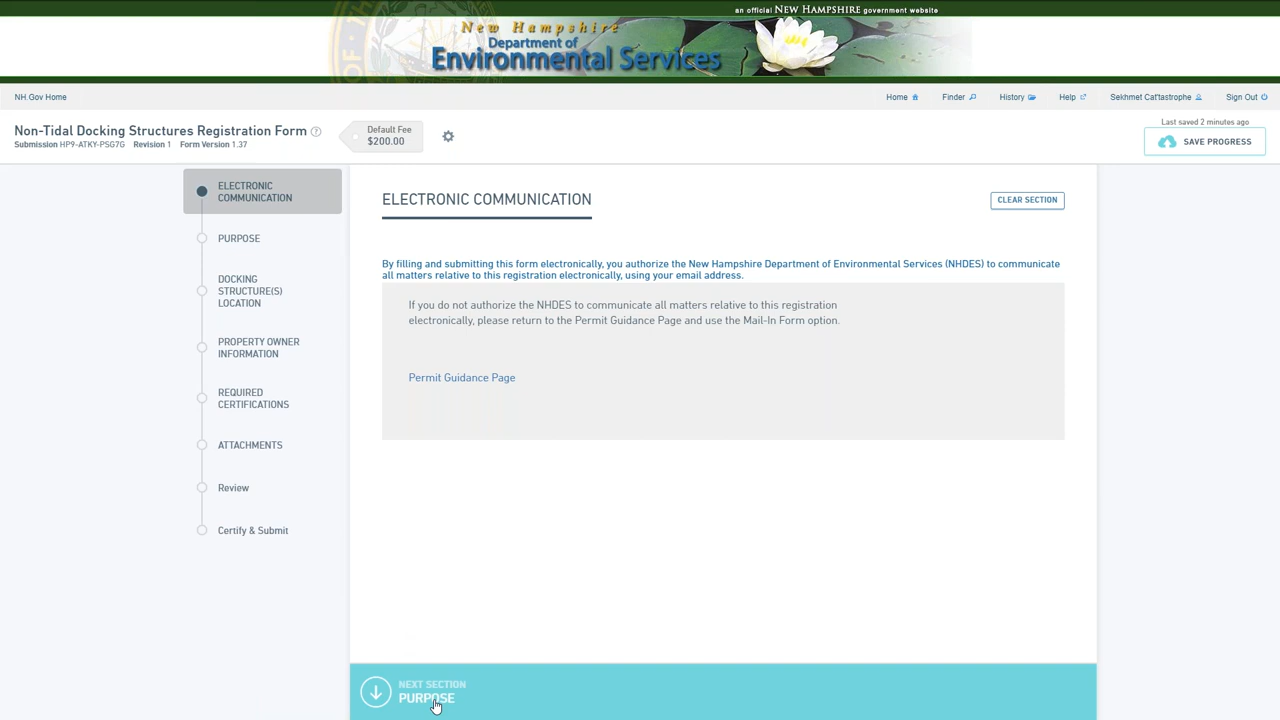 an official NEW HAMPSHIRE government website
New Hampshire
Department of
Environmental Services
NH.Gov Home
Home
Finder
History
Help
Sekhmet Cat'tastrophe
Sign Out
Non-Tidal Docking Structures Registration Form ?
Submission HP9-ATKY-PSG7G Revision 1 Form Version 1.37
Default Fee
$200.00
Last saved 2 minutes ago
SAVE PROGRESS
ELECTRONIC
COMMUNICATION
PURPOSE
DOCKING
STRUCTURE(S)
LOCATION
PROPERTY OWNER
INFORMATION
REQUIRED
CERTIFICATIONS
ATTACHMENTS
Review
Certify & Submit
ELECTRONIC COMMUNICATION
CLEAR SECTION
By filling and submitting this form electronically, you authorize the New Hampshire Department of Environmental Services (NHDES) to communicate
all matters relative to this registration electronically, using your email address.
If you do not authorize the NHDES to communicate all matters relative to this registration
electronically, please return to the Permit Guidance Page and use the Mail-In Form option.
Permit Guidance Page
NEXT SECTION
PURPOSE